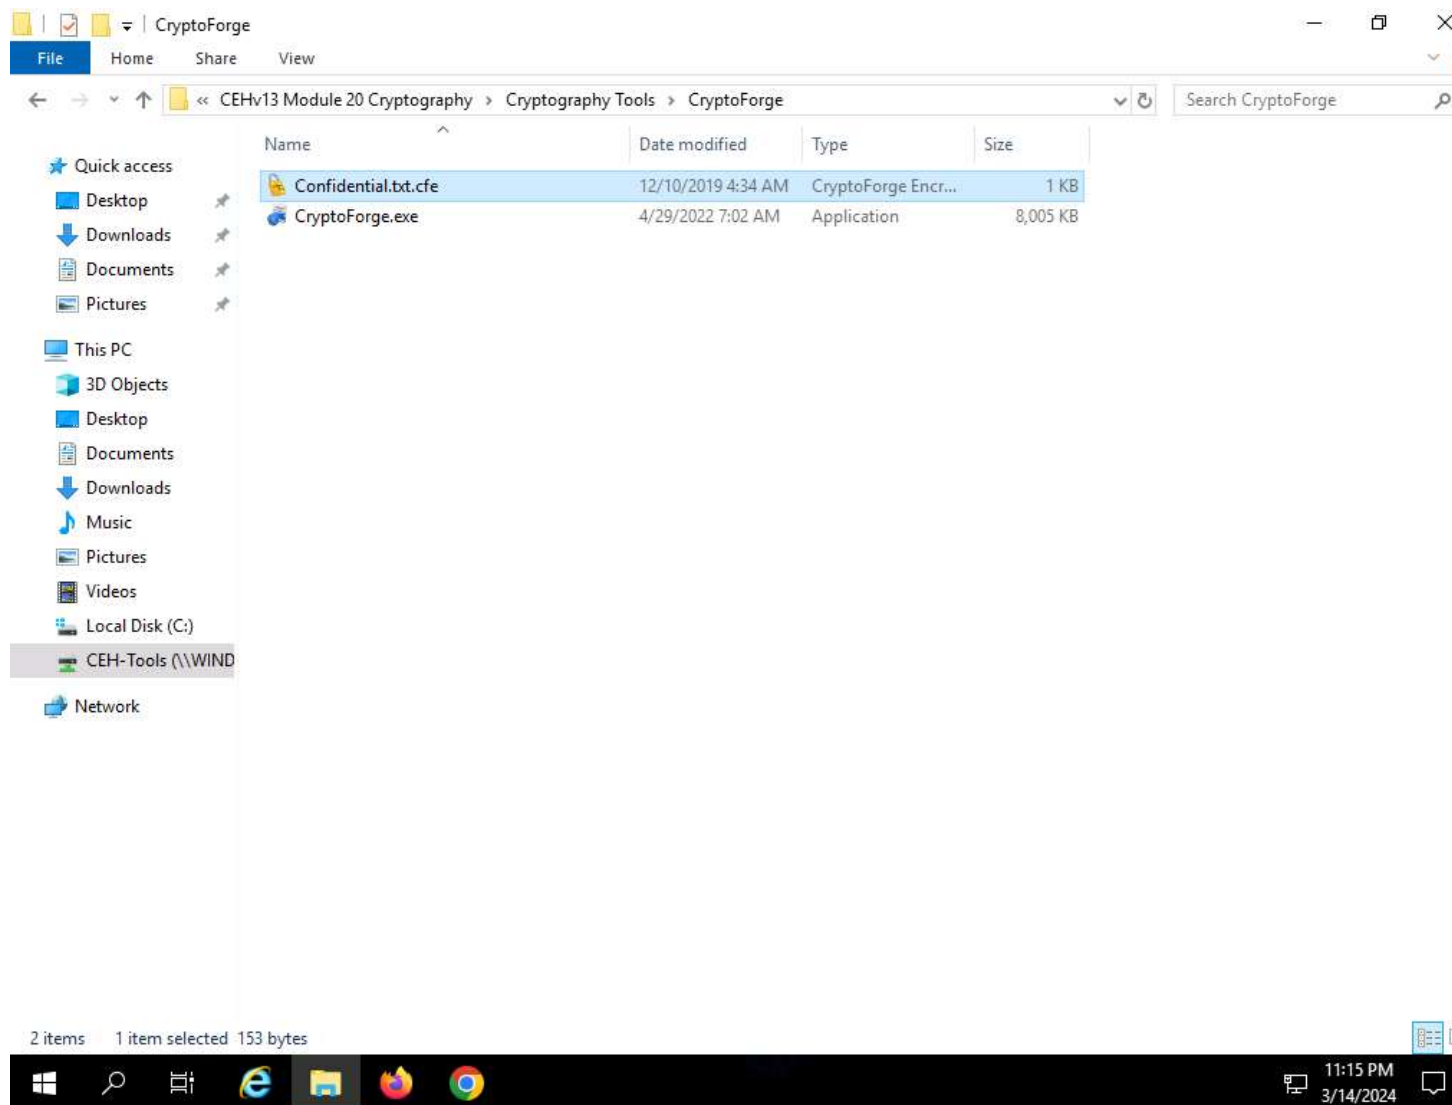 CryptoForge
File Home Share View
« CEHv13 Module 20 Cryptography › Cryptography Tools › CryptoForge
Search CryptoForge
Name Date modified Type Size
Quick access
Desktop
Downloads
Documents
Pictures
This PC
3D Objects
Desktop
Documents
Downloads
Music
Pictures
Videos
Local Disk (C:)
CEH-Tools (\\WIND
Network
Confidential.txt.cfe 12/10/2019 4:34 AM CryptoForge Encr... 1 KB
CryptoForge.exe 4/29/2022 7:02 AM Application 8,005 KB
2 items 1 item selected 153 bytes
11:15 PM
3/14/2024